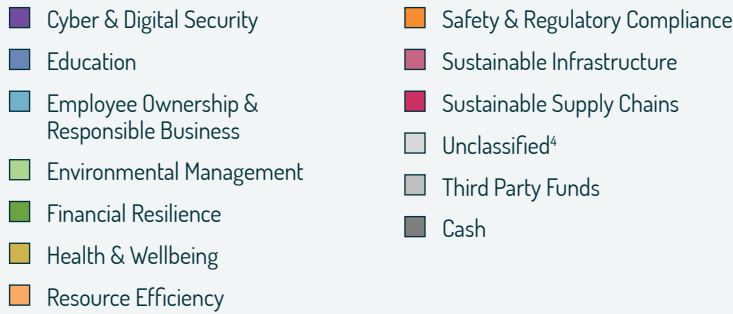 Cyber & Digital Security
Education
Employee Ownership &
Responsible Business
Environmental Management
Financial Resilience
Health & Wellbeing
Resource Efficiency
Safety & Regulatory Compliance
Sustainable Infrastructure
Sustainable Supply Chains
Unclassified⁴
Third Party Funds
Cash